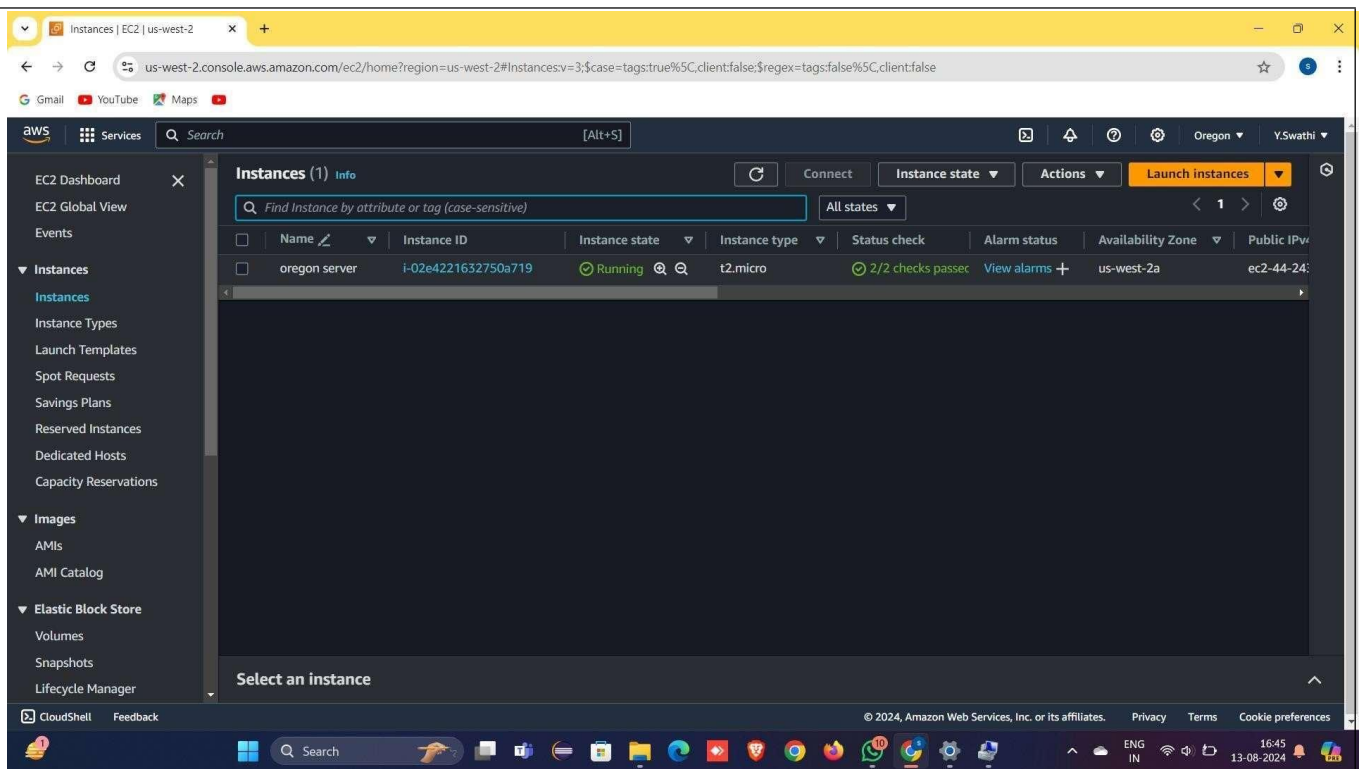 Instances | EC2 | us-west-2
us-west-2.console.aws.amazon.com/ec2/home?region=us-west-2#Instances:v=3;$case=tags:true%5C,client:false;$regex=tags:false%5C,client:false
Gmail YouTube Maps
aws Services Search [Alt+S] Oregon Y.Swathi
EC2 Dashboard
EC2 Global View
Events
Instances
Instances
Instance Types
Launch Templates
Spot Requests
Savings Plans
Reserved Instances
Dedicated Hosts
Capacity Reservations
Images
AMIs
AMI Catalog
Elastic Block Store
Volumes
Snapshots
Lifecycle Manager
Instances (1) Info Connect Instance state Actions Launch instances
Find Instance by attribute or tag (case-sensitive) All states 1
Name Instance ID Instance state Instance type Status check Alarm status Availability Zone Public IPv4
oregon server i-02e4221632750a719 Running t2.micro 2/2 checks passec View alarms + us-west-2a ec2-44-243
Select an instance
CloudShell Feedback © 2024, Amazon Web Services, Inc. or its affiliates. Privacy Terms Cookie preferences
1 Search 10 ENG 16:45
IN 13-08-2024 PRE